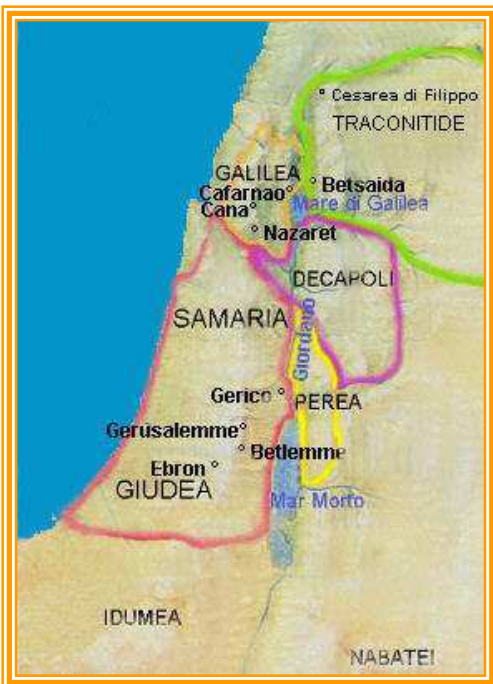 ° Cesarea di Filippo
TRACONITIDE
GALILEA
° Betsaida
Cafarnao°
Mare di Galilea
Cana°
° Nazaret
DECAPOLI
SAMARIA
Giordano
Gerico °
PEREA
Gerusalemme°
° Betlemme
Ebron °
GIUDEA
Mar Morto
IDUMEA
NABATEI